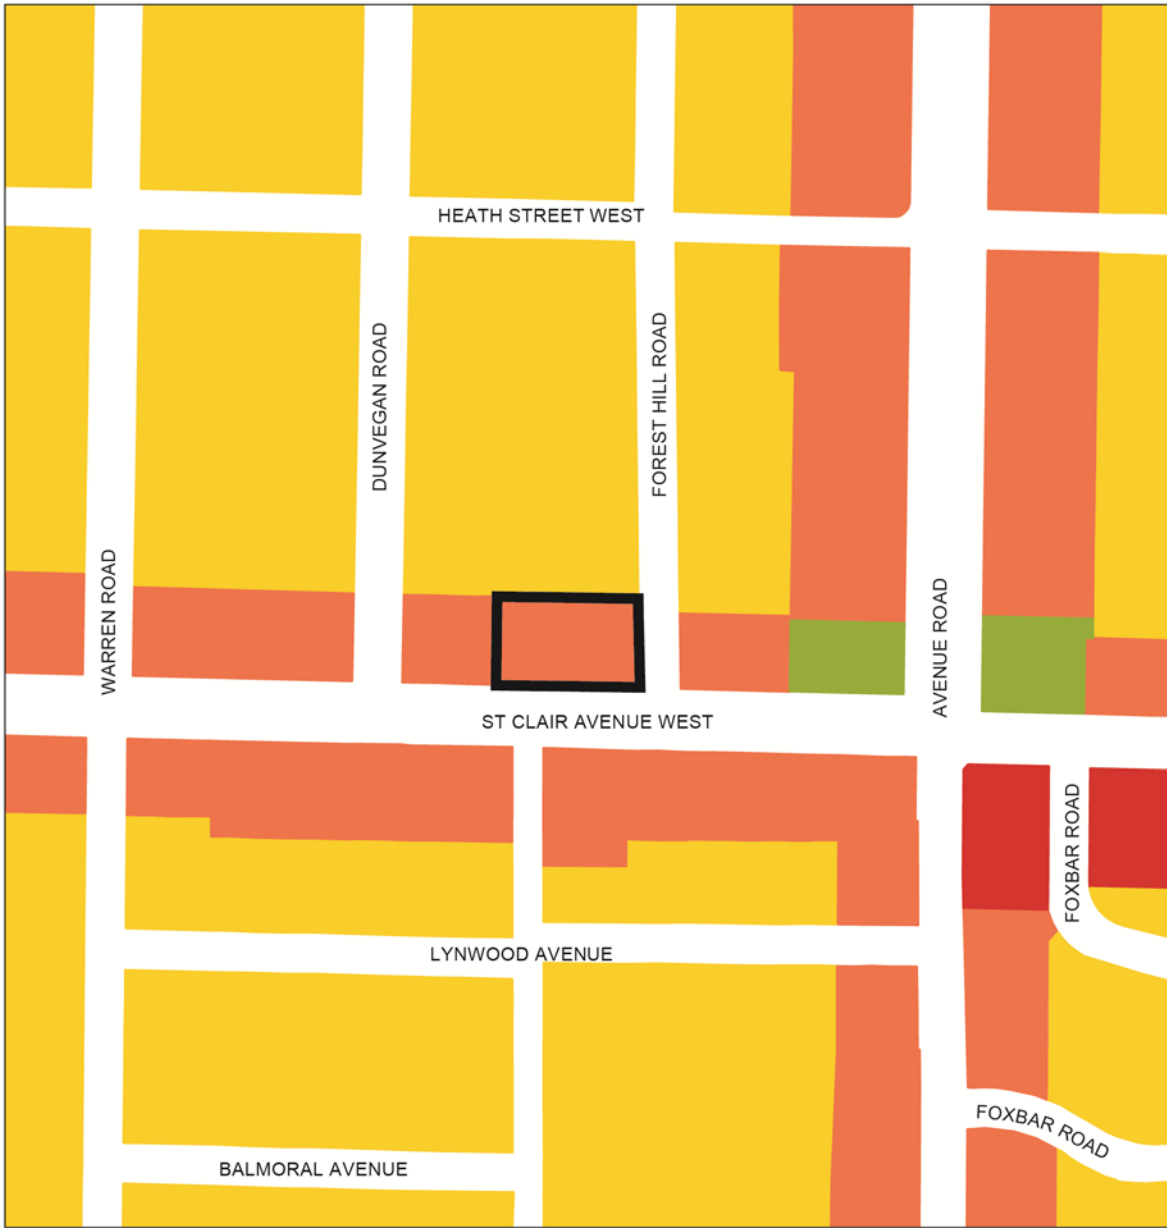 HEATH STREET WEST
DUNVEGAN ROAD
FOREST HILL ROAD
WARREN ROAD
AVENUE ROAD
ST CLAIR AVENUE WEST
FOXBAR ROAD
LYNWOOD AVENUE
FOXBAR ROAD
BALMORAL AVENUE